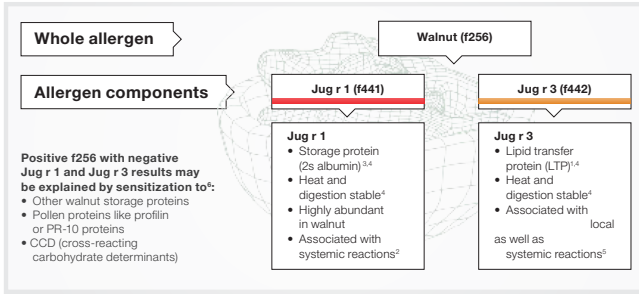 Whole allergen
Walnut (f256)
Allergen components
Jug r 1 (f441)
Jug r 3 (f442)
Positive f256 with negative
Jug r 1 and Jug r 3 results may
be explained by sensitization to⁶:
• Other walnut storage proteins
• Pollen proteins like profilin
or PR-10 proteins
• CCD (cross-reacting
carbohydrate determinants)
Jug r 1
• Storage protein
(2s albumin)³,⁴
• Heat and
digestion stable⁴
• Highly abundant
in walnut
• Associated with
systemic reactions²
Jug r 3
• Lipid transfer
protein (LTP)¹,⁴
• Heat and
digestion stable⁴
• Associated with
local
as well as
systemic reactions⁵